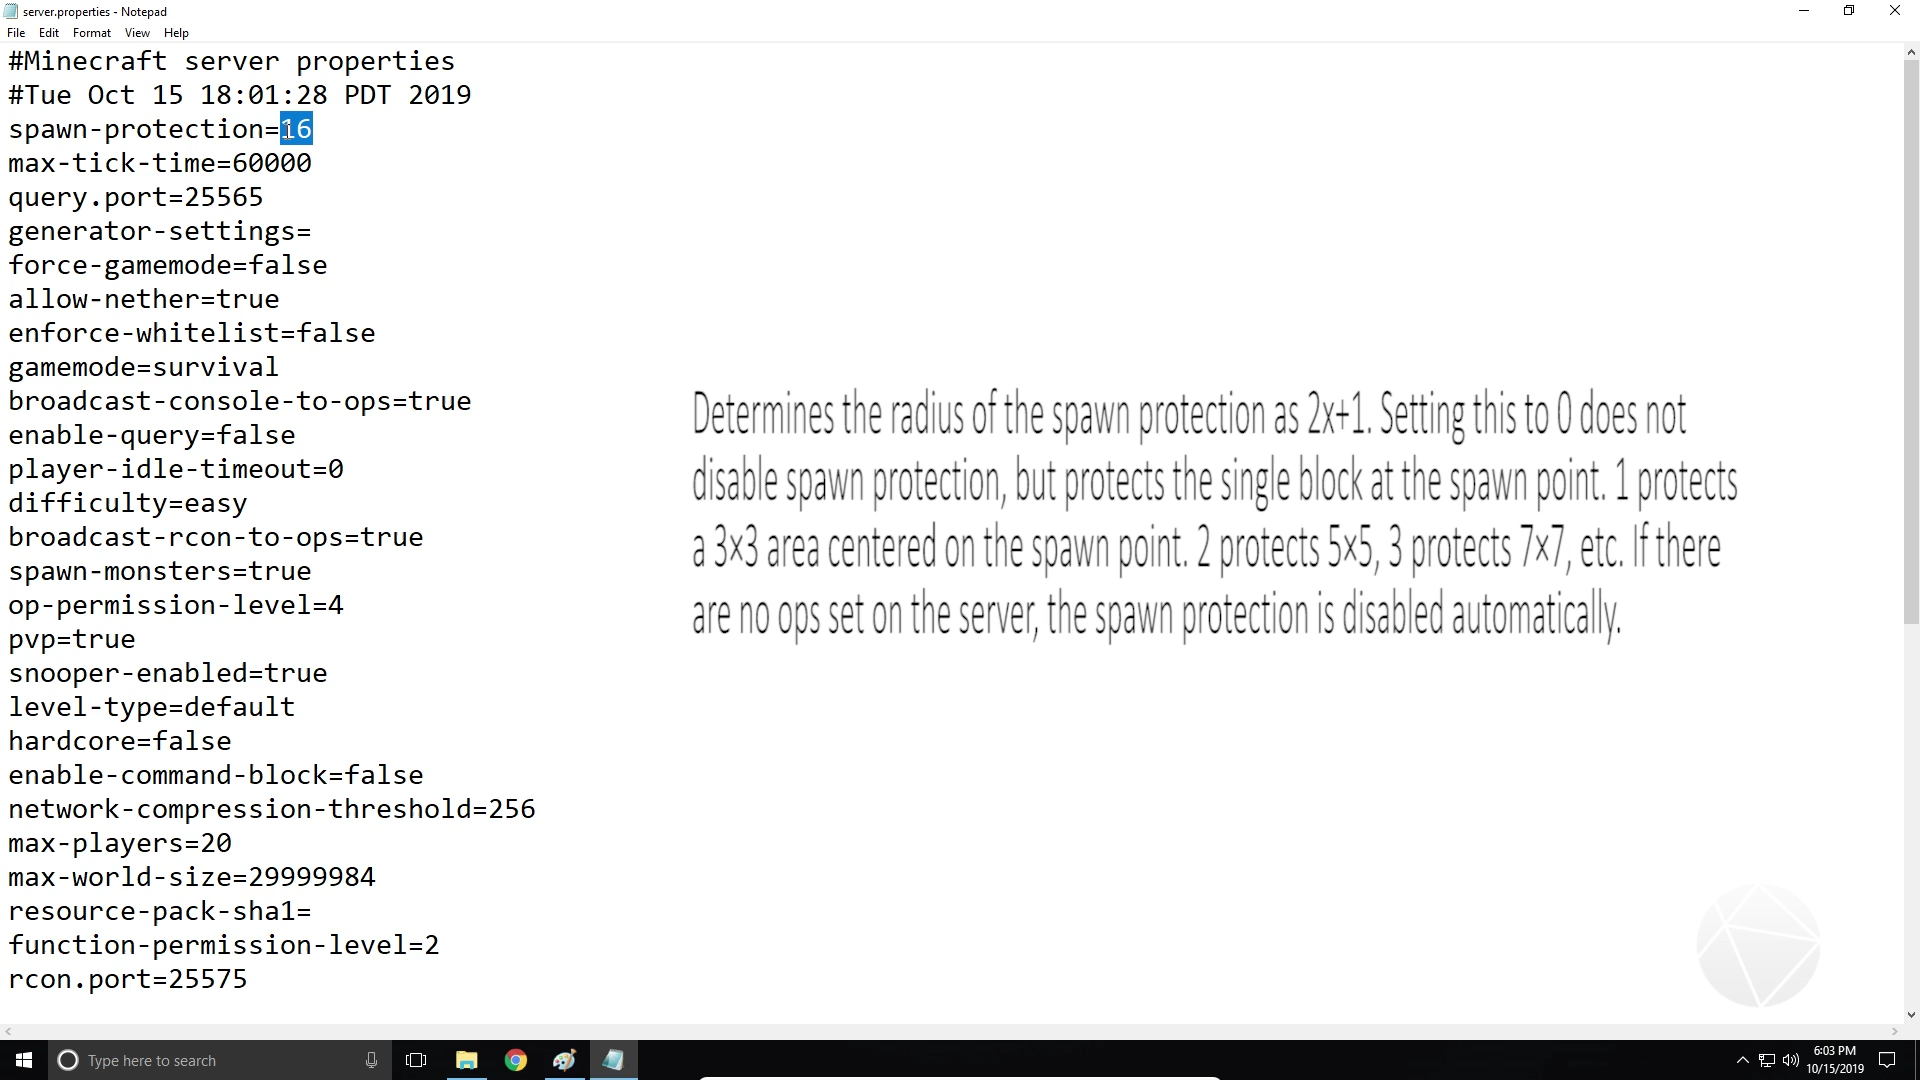 server.properties - Notepad
File Edit Format View Help
#Minecraft server properties
#Tue Oct 15 18:01:28 PDT 2019
spawn-protection=16
max-tick-time=60000
query.port=25565
generator-settings=
force-gamemode=false
allow-nether=true
enforce-whitelist=false
gamemode=survival
broadcast-console-to-ops=true
enable-query=false
player-idle-timeout=0
difficulty=easy
broadcast-rcon-to-ops=true
spawn-monsters=true
op-permission-level=4
pvp=true
snooper-enabled=true
level-type=default
hardcore=false
enable-command-block=false
network-compression-threshold=256
max-players=20
max-world-size=29999984
resource-pack-sha1=
function-permission-level=2
rcon.port=25575
Determines the radius of the spawn protection as 2x+1. Setting this to 0 does not
disable spawn protection, but protects the single block at the spawn point. 1 protects
a 3×3 area centered on the spawn point. 2 protects 5×5, 3 protects 7×7, etc. If there
are no ops set on the server, the spawn protection is disabled automatically.
Type here to search
6:03 PM
10/15/2019